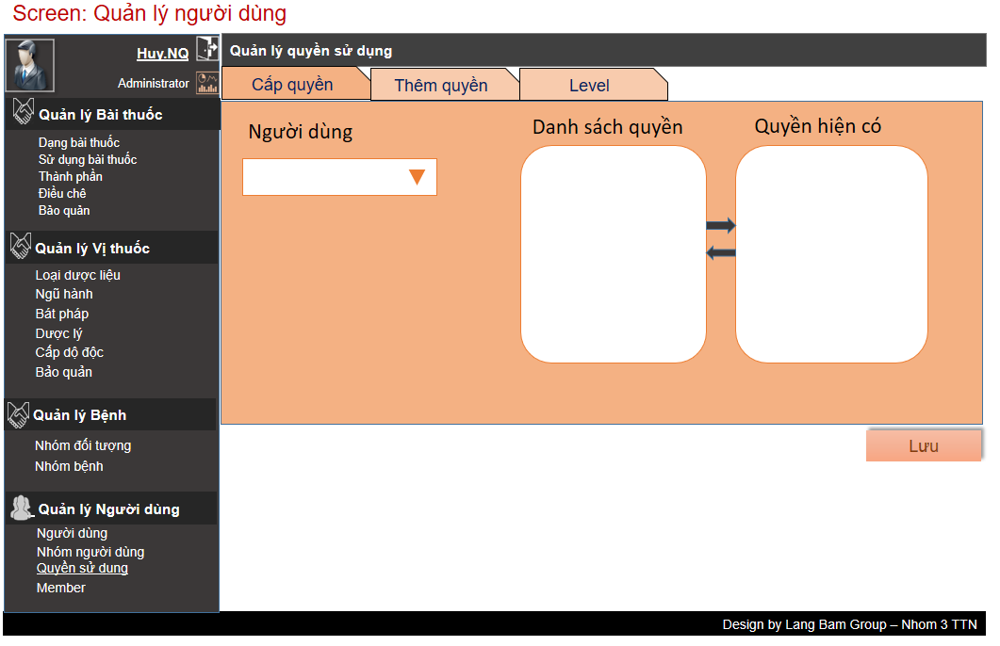 Screen: Quản lý người dùng
Huy.NQ
Administrator
Quản lý Bài thuốc
Dạng bài thuốc
Sử dụng bài thuốc
Thành phần
Điều chê
Bảo quản
Quản lý Vị thuốc
Loại dược liệu
Ngũ hành
Bát pháp
Dược lý
Cấp dộ độc
Bảo quản
Quản lý Bệnh
Nhóm đối tượng
Nhóm bệnh
Quản lý Người dùng
Người dùng
Nhóm người dùng
Quyền sử dung
Member
Quản lý quyền sử dụng
Cấp quyền
Thêm quyền
Level
Người dùng
Danh sách quyền
Quyền hiện có
Lưu
Design by Lang Bam Group – Nhom 3 TTN